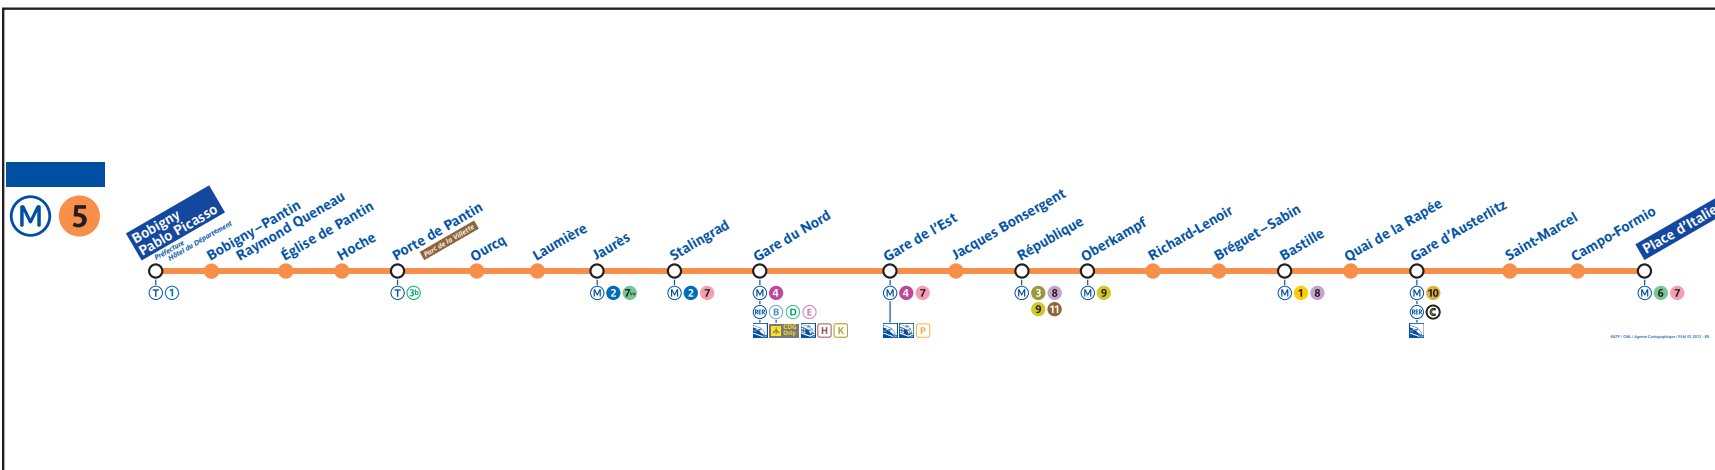 M 5
Bobigny
Pablo Picasso
Préfecture
Hôtel du Département
Bobigny–Pantin
Raymond Queneau
Église de Pantin
Hoche
Porte de Pantin
Parc de la Villette
Ourcq
Laumière
Jaurès
Stalingrad
Gare du Nord
Gare de l'Est
Jacques Bonsergent
République
Oberkampf
Richard-Lenoir
Bréguet–Sabin
Bastille
Quai de la Rapée
Gare d'Austerlitz
Saint-Marcel
Campo-Formio
Place d'Italie
T 1
T 3b
M 2 7bis
M 2 7
M 4
RER B D E
CDG
Orly
H K
M 4 7
P
M 3 8
9 11
M 9
M 1 8
M 10
RER C
M 6 7